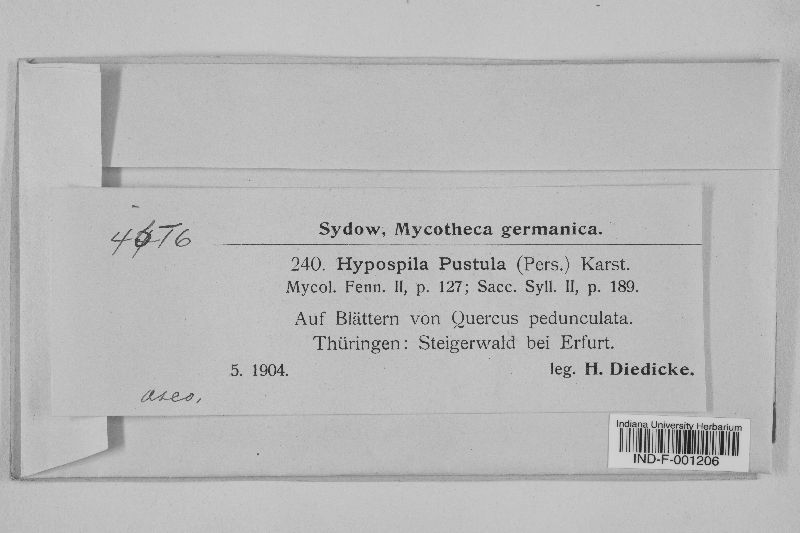 Sydow, Mycotheca germanica.
240. Hypospila Pustula (Pers.) Karst.
Mycol. Fenn. II, p. 127; Sacc. Syll. II, p. 189.
Auf Blättern von Quercus pedunculata.
Thüringen: Steigerwald bei Erfurt.
5. 1904. leg. H. Diedicke.
asco,
Indiana University Herbarium
IND-F-001206